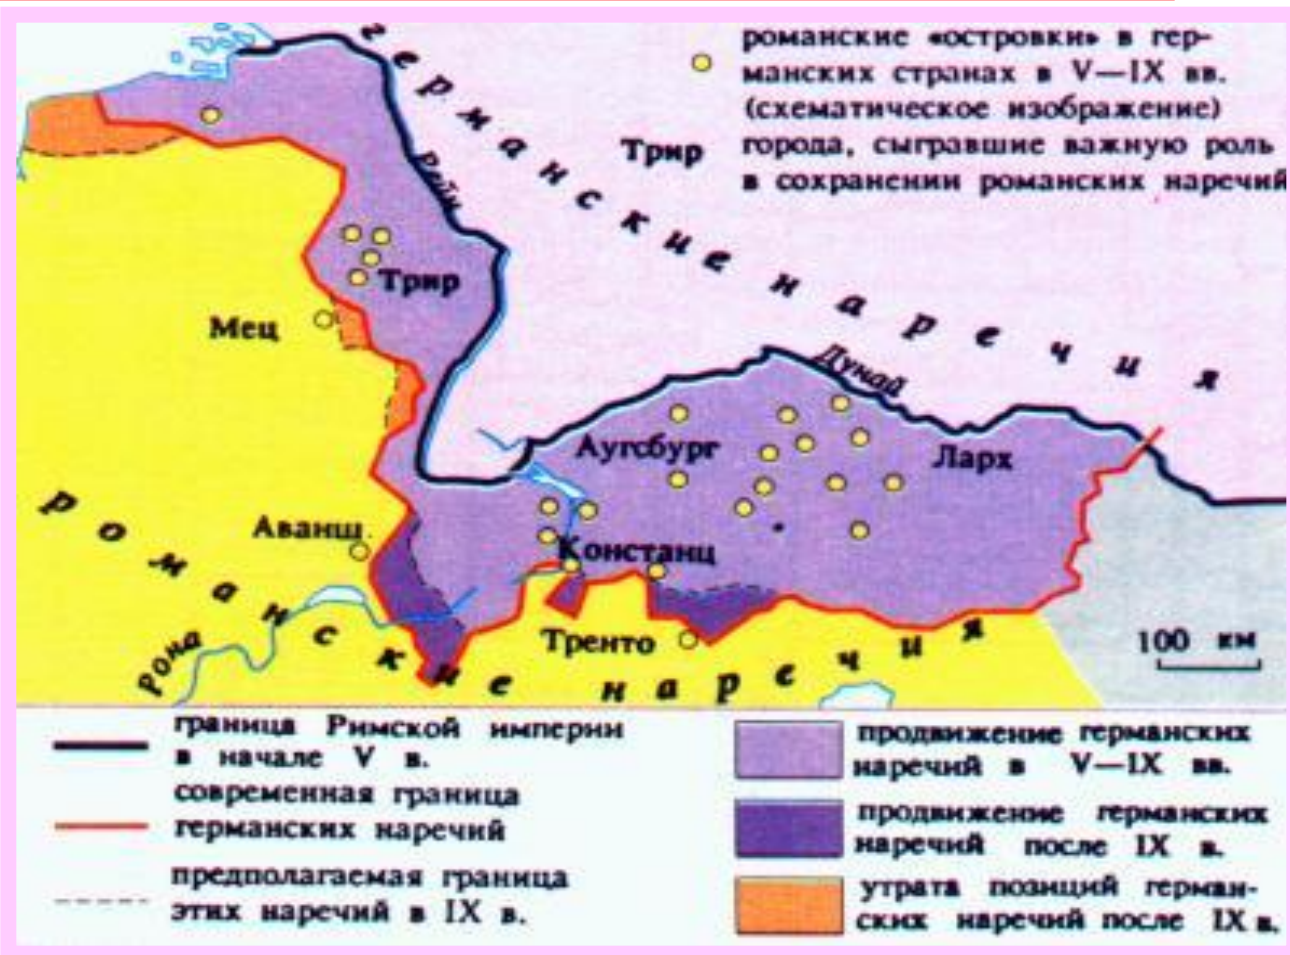 романские «островки» в гер-
манских странах в V—IX вв.
(схематическое изображение)
Трир
города, сыгравшие важную роль
в сохранении романских наречий
германские наречия
Рейн
Трир
Мец
Дунай
Аугсбург
Ларх
Аванш
Констанц
романские наречия
Тренто
Рона
100 км
граница Римской империи
в начале V в.
современная граница
германских наречий
предполагаемая граница
этих наречий в IX в.
продвижение германских
наречий в V—IX вв.
продвижение германских
наречий после IX в.
утрата позиций герман-
ских наречий после IX в.